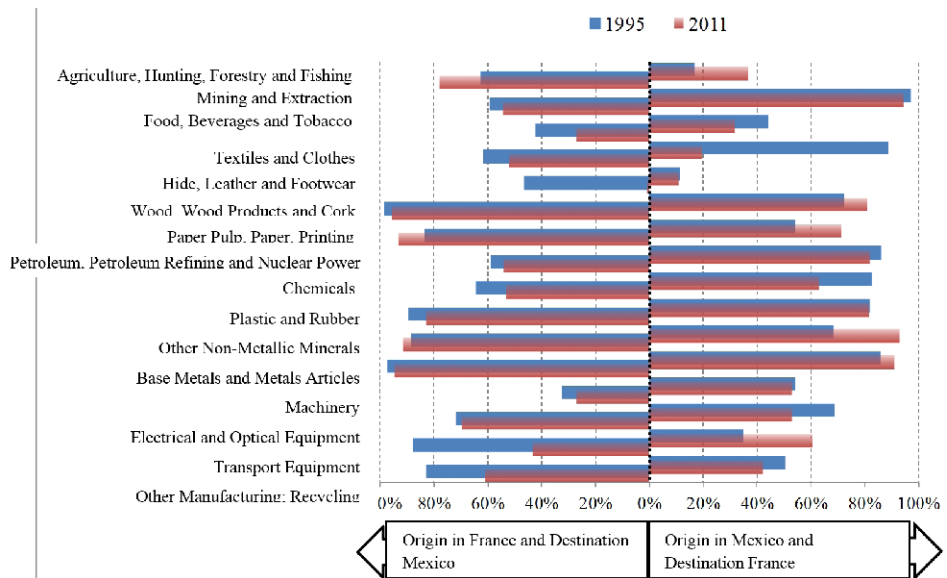 1995 2011
Agriculture, Hunting, Forestry and Fishing
Mining and Extraction
Food, Beverages and Tobacco
Textiles and Clothes
Hide, Leather and Footwear
Wood, Wood Products and Cork
Paper Pulp, Paper, Printing
Petroleum, Petroleum Refining and Nuclear Power
Chemicals
Plastic and Rubber
Other Non-Metallic Minerals
Base Metals and Metals Articles
Machinery
Electrical and Optical Equipment
Transport Equipment
Other Manufacturing; Recycling
0% 80% 60% 40% 20% 0% 20% 40% 60% 80% 100%
Origin in France and Destination
Mexico
Origin in Mexico and
Destination France